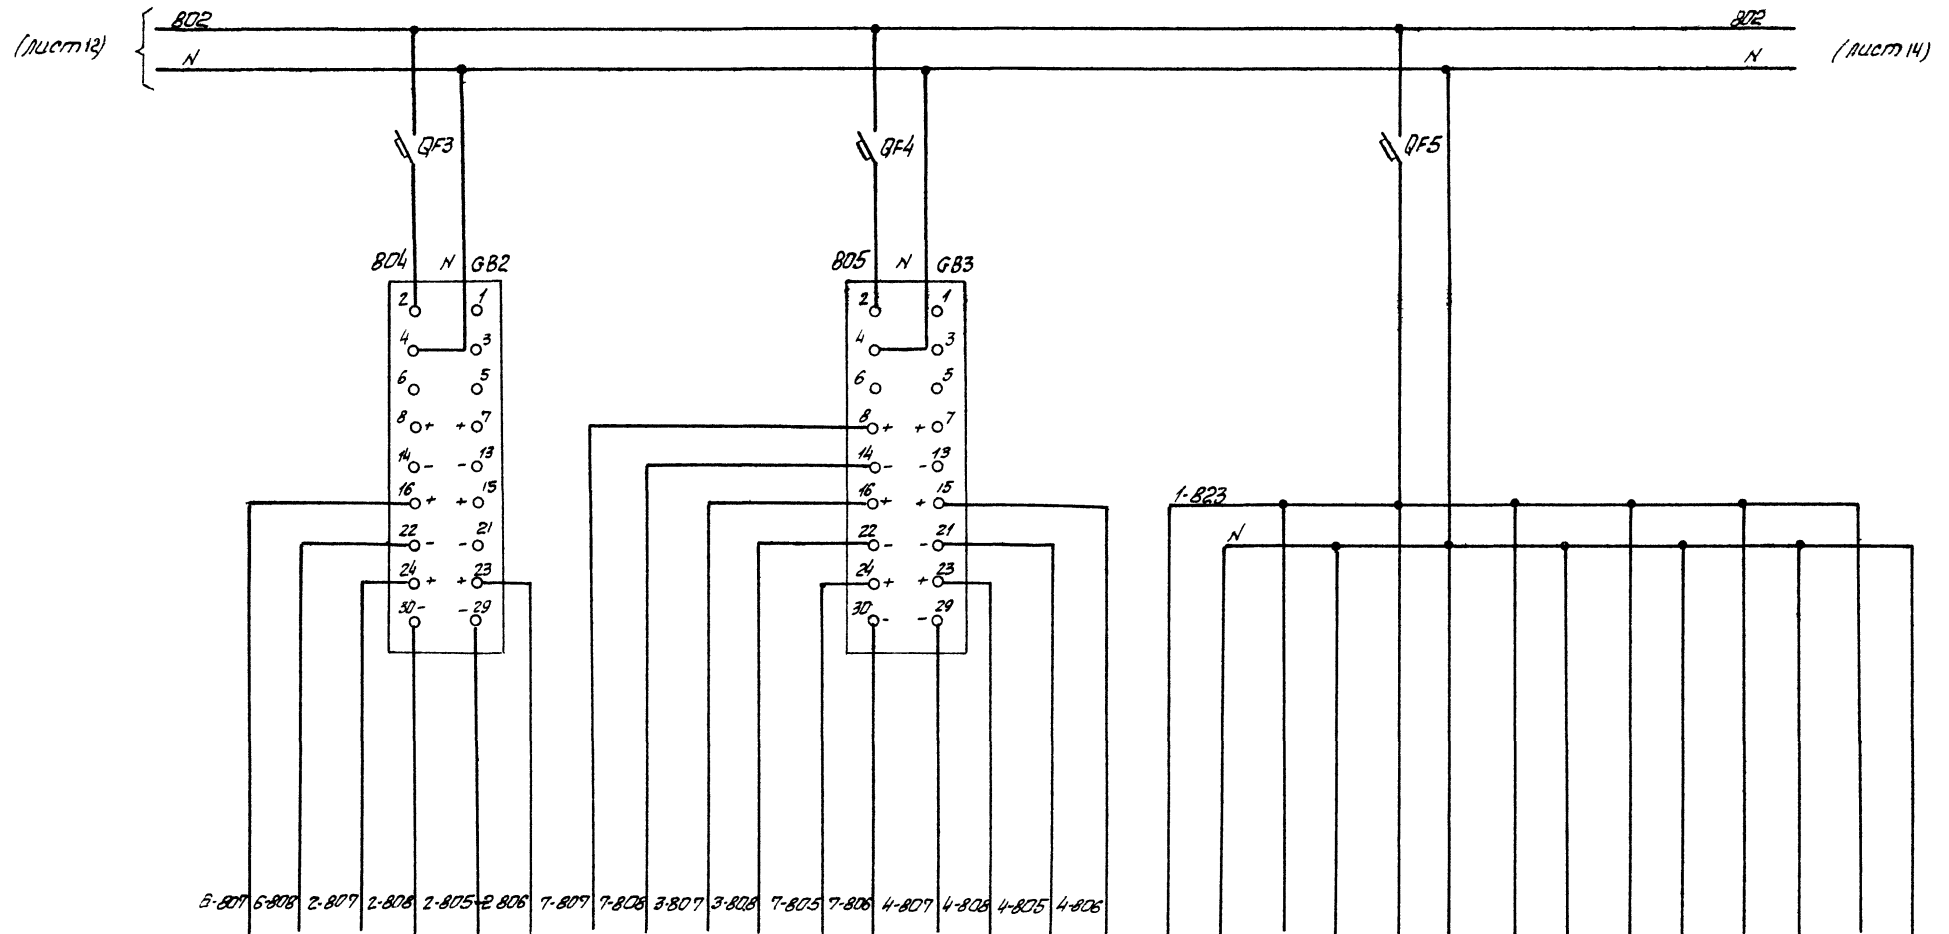 802 802
(лист 12) N N (лист 14)
QF3 QF4 QF5
804 N GB2 805 N GB3
2 1 2 1
4 3 4 3
6 5 6 5
8 + + 7 8 + + 7
14 - - 13 14 - - 13
16 + + 15 16 + + 15
1-823
22 - - 21 22 - - 21
N
24 + + 23 24 + + 23
30 - - 29 30 - - 29
6-807 6-808 2-807 2-808 2-805 2-806 7-807 7-808 3-807 3-808 7-805 7-806 4-807 4-808 4-805 4-806